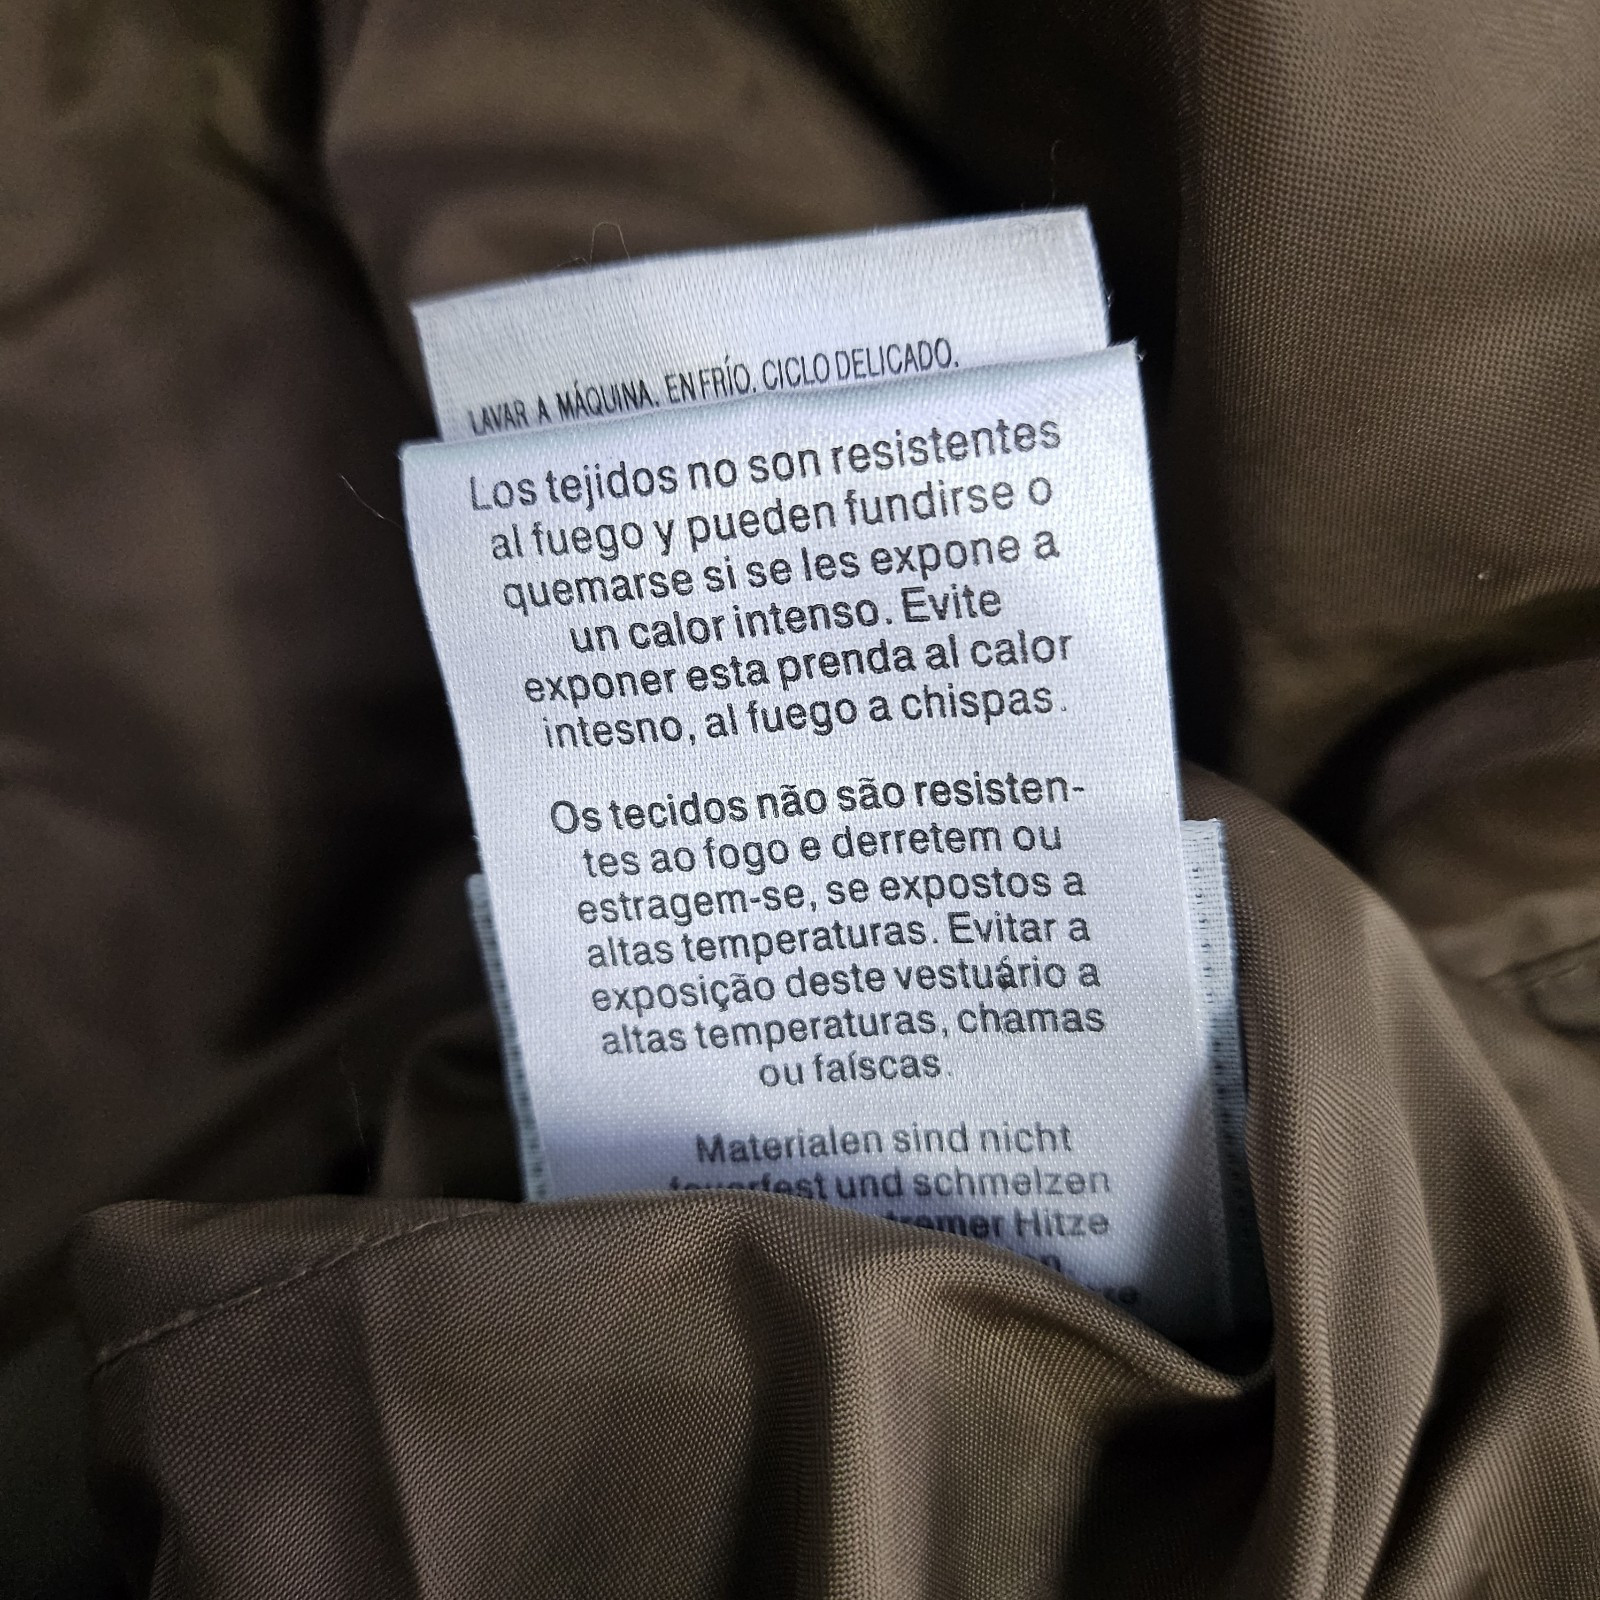 LAVAR A MÁQUINA. EN FRÍO. CICLO DELICADO.
Los tejidos no son resistentes
al fuego y pueden fundirse o
quemarse si se les expone a
un calor intenso. Evite
exponer esta prenda al calor
intesno, al fuego a chispas.
Os tecidos não são resisten-
tes ao fogo e derretem ou
estragem-se, se expostos a
altas temperaturas. Evitar a
exposição deste vestuário a
altas temperaturas, chamas
ou faíscas.
Materialen sind nicht
feuerfest und schmelzen
Hitze